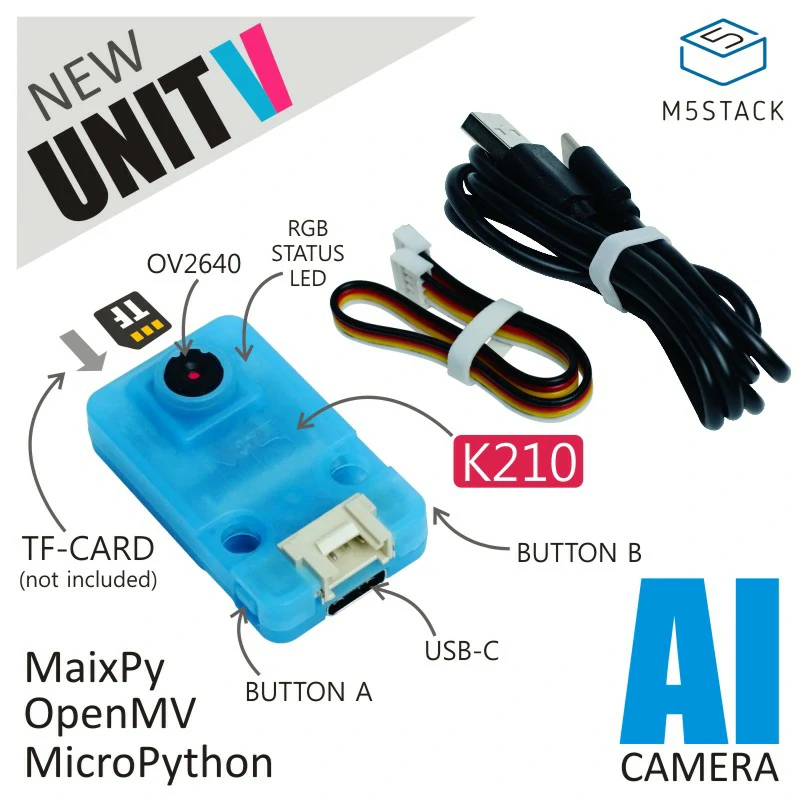 NEW
UNIT V
M5STACK
RGB
STATUS
LED
OV2640
TF
K210
TF-CARD
(not included)
BUTTON B
USB-C
BUTTON A
MaixPy
OpenMV
MicroPython
AI
CAMERA